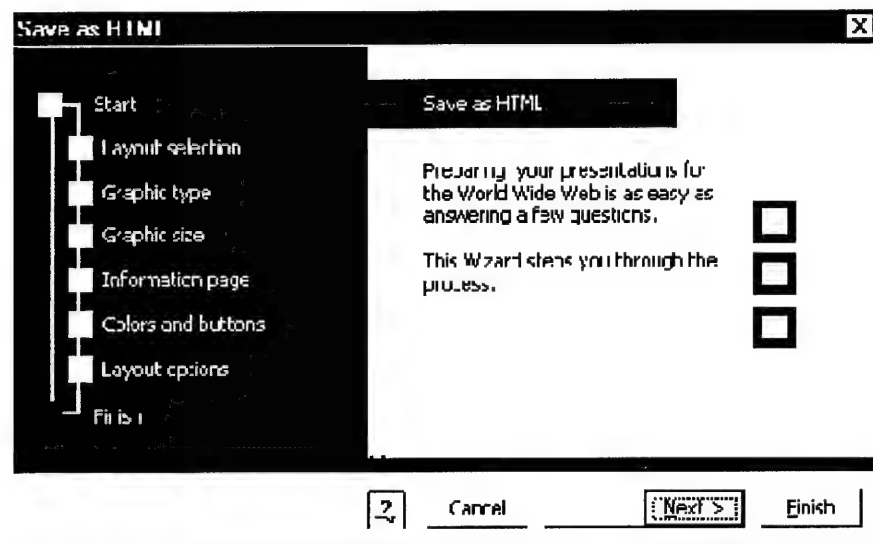 Save as HTML
X
Start
Layout selection
Graphic type
Graphic size
Information page
Colors and buttons
Layout options
Finish
Save as HTML
Preparing your presentations for
the World Wide Web is as easy as
answering a few questions.
This Wizard steps you through the
process.
?
Cancel
Next >
Finish